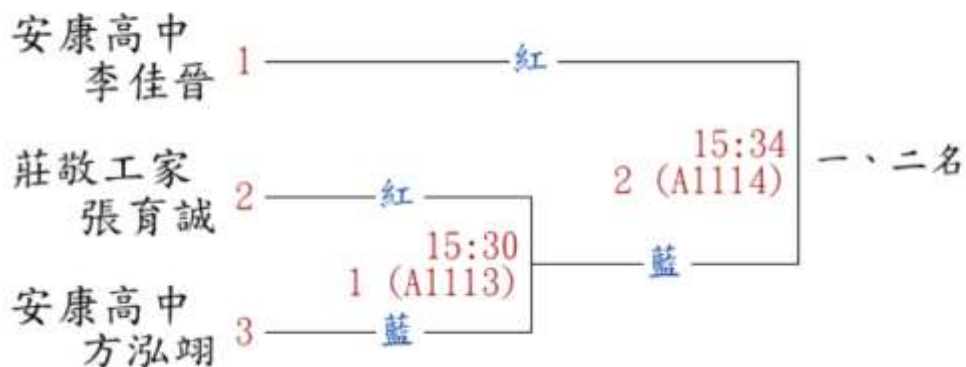 安康高中
李佳晉
1
紅
莊敬工家
張育誠
2
紅
15:34
2 (A1114)
一、二名
15:30
1 (A1113)
藍
安康高中
方泓翊
3
藍